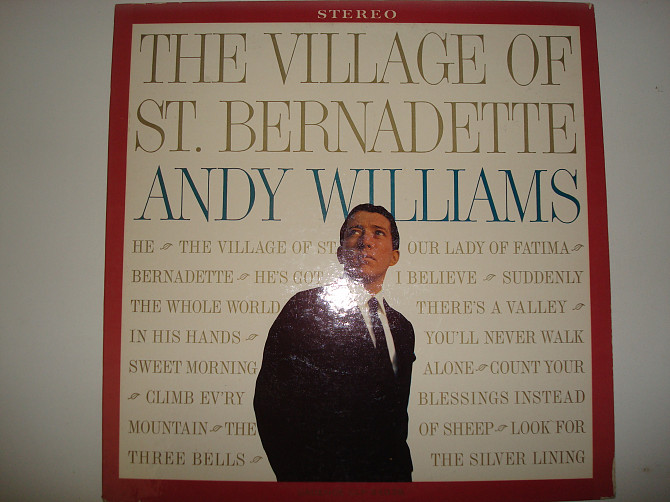 STEREO
THE VILLAGE OF
ST. BERNADETTE
ANDY WILLIAMS
HE THE VILLAGE OF ST.
BERNADETTE HE'S GOT
THE WHOLE WORLD
IN HIS HANDS
SWEET MORNING
CLIMB EV'RY
MOUNTAIN THE
THREE BELLS
OUR LADY OF FATIMA
I BELIEVE SUDDENLY
THERE'S A VALLEY
YOU'LL NEVER WALK
ALONE COUNT YOUR
BLESSINGS INSTEAD
OF SHEEP LOOK FOR
THE SILVER LINING